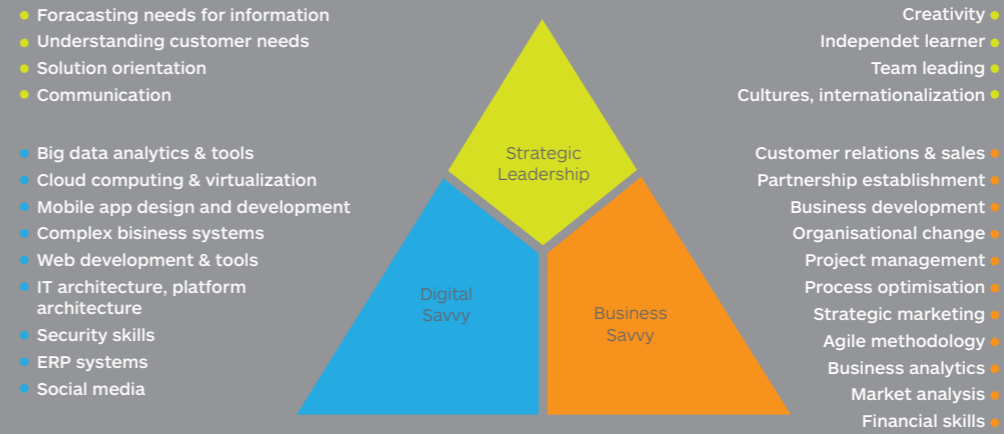 Foracasting needs for information
Understanding customer needs
Solution orientation
Communication
Creativity
Independet learner
Team leading
Cultures, internationalization
Strategic
Leadership
Big data analytics & tools
Cloud computing & virtualization
Mobile app design and development
Complex bisiness systems
Web development & tools
IT architecture, platform
architecture
Security skills
ERP systems
Social media
Digital
Savvy
Business
Savvy
Customer relations & sales
Partnership establishment
Business development
Organisational change
Project management
Process optimisation
Strategic marketing
Agile methodology
Business analytics
Market analysis
Financial skills